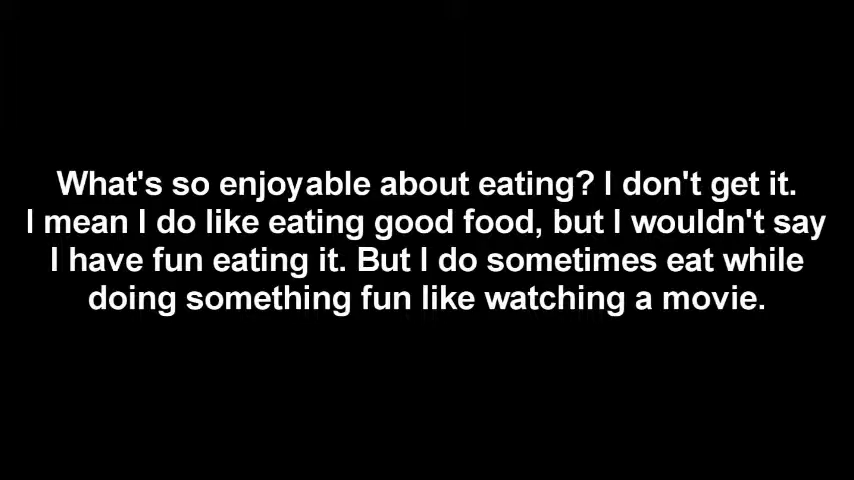 What's so enjoyable about eating? I don't get it.
I mean I do like eating good food, but I wouldn't say
I have fun eating it. But I do sometimes eat while
doing something fun like watching a movie.